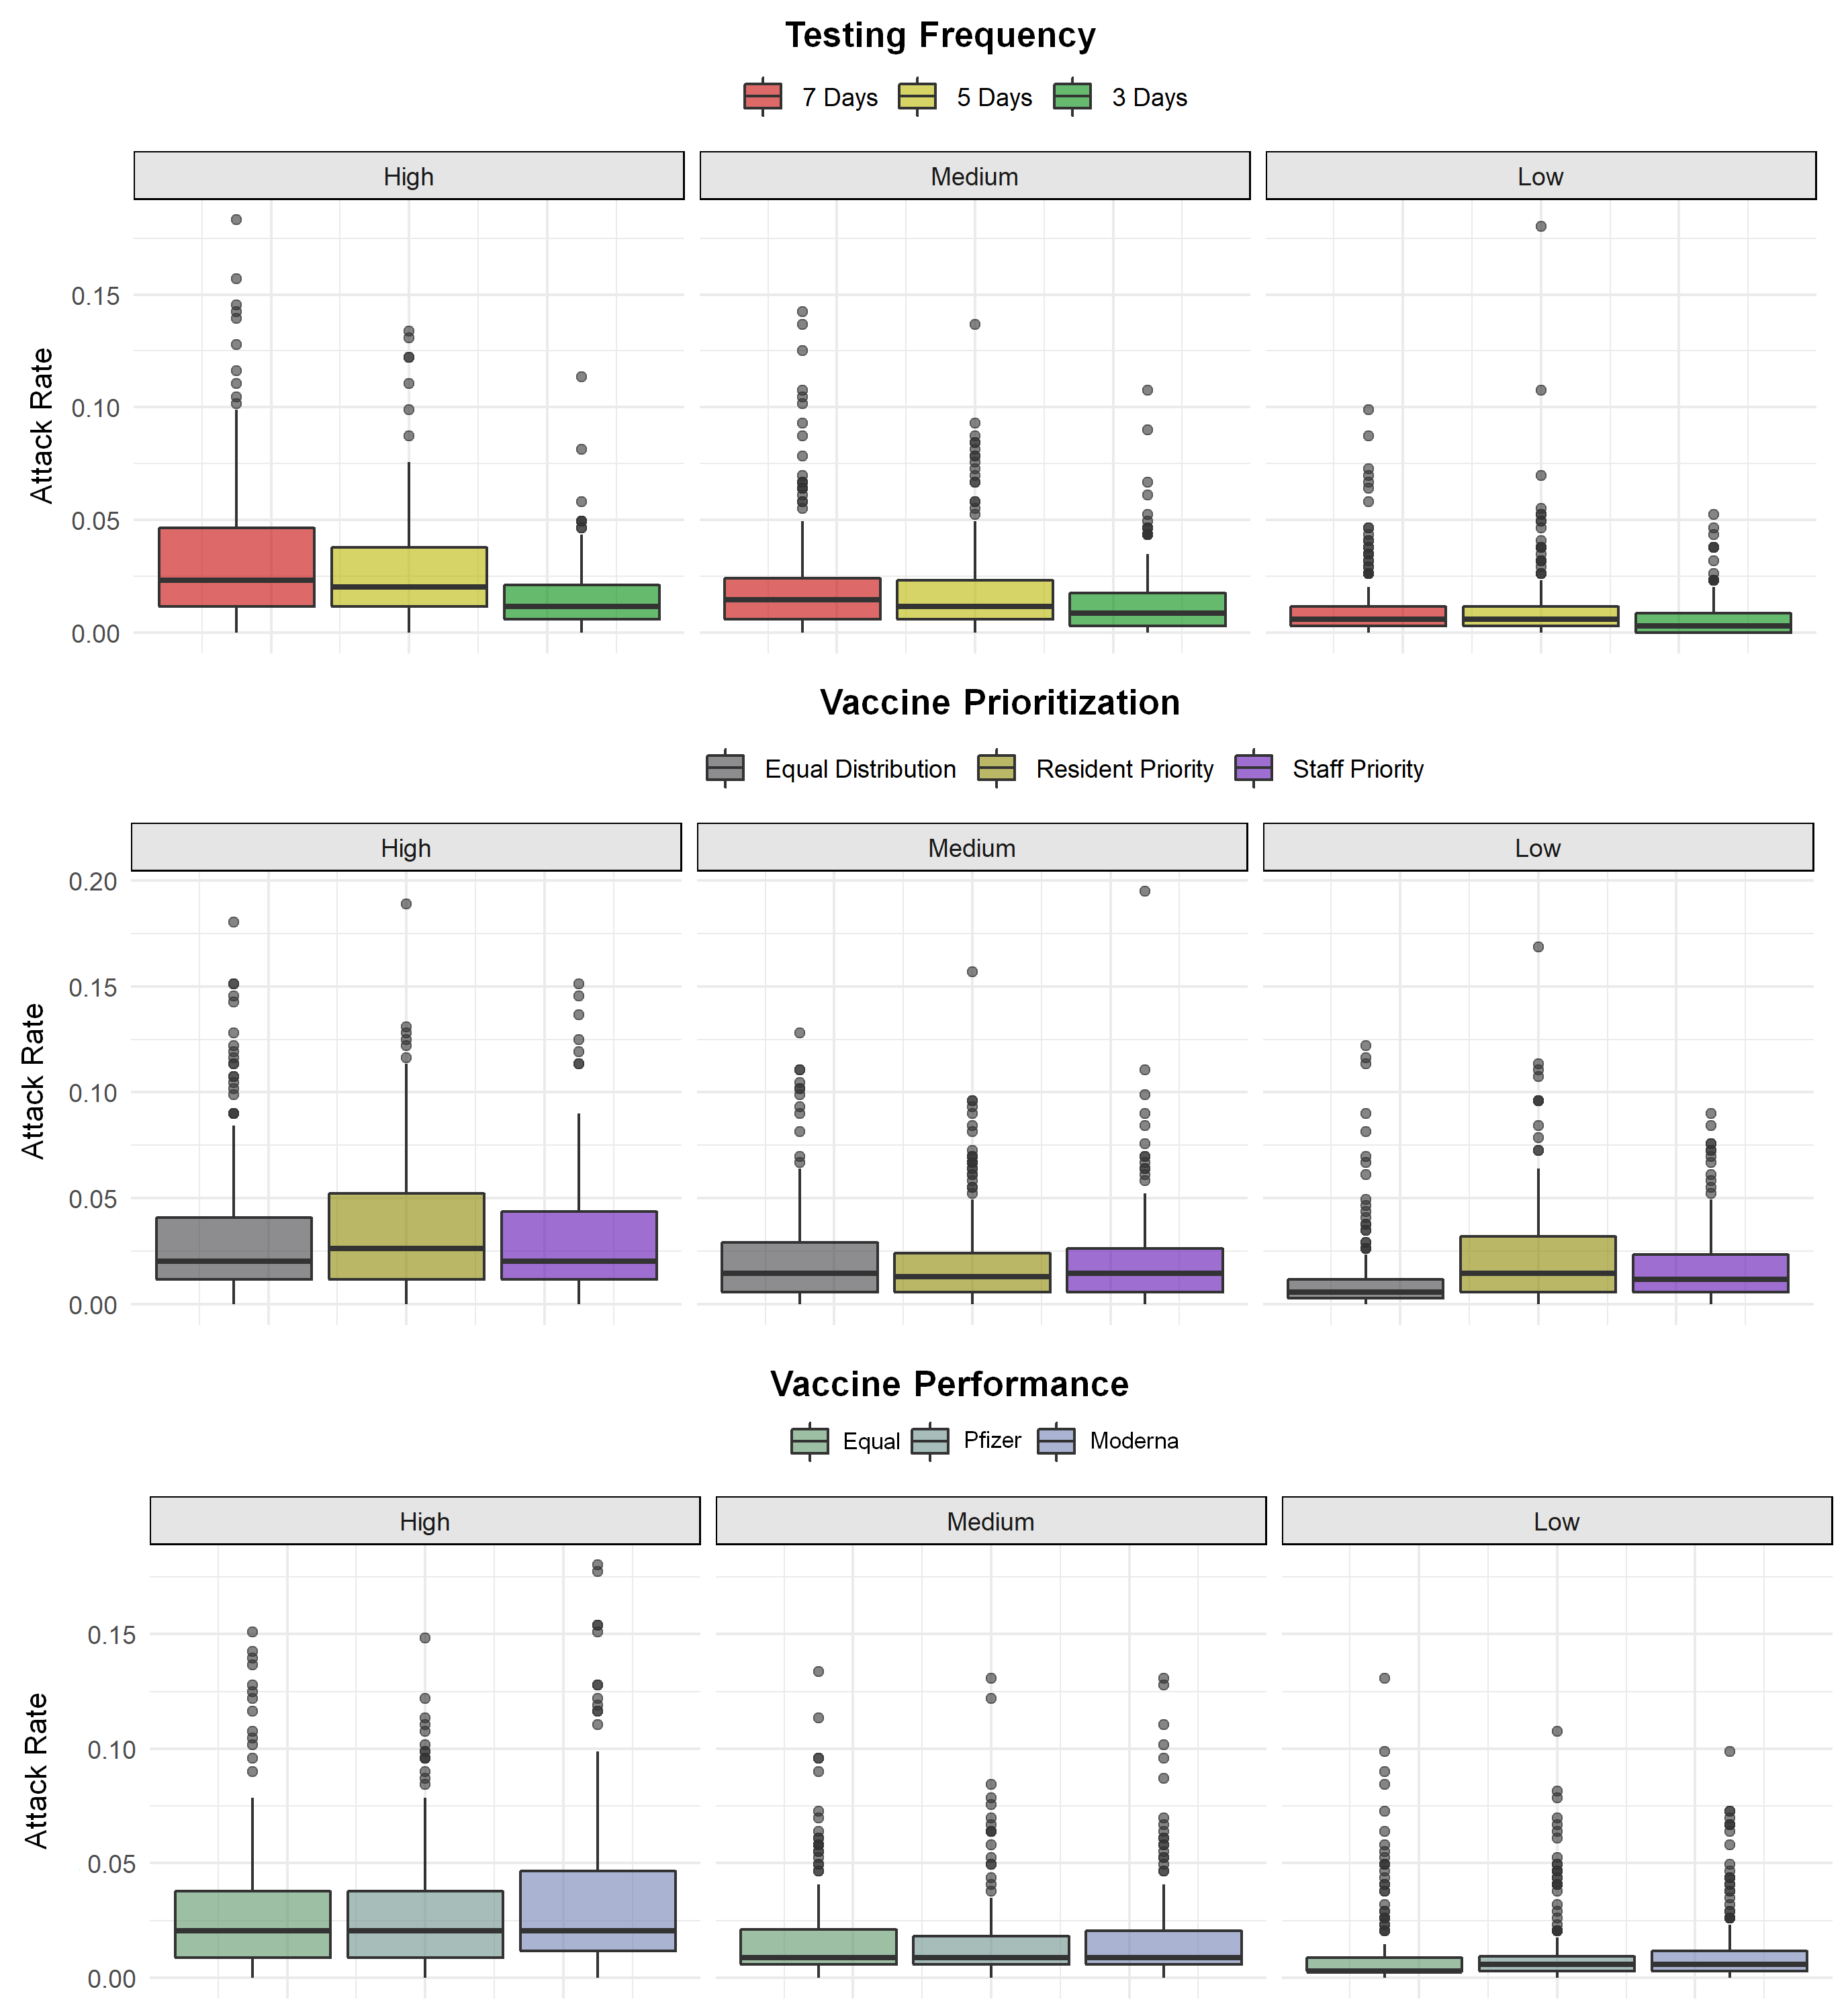 Testing Frequency
7 Days 5 Days 3 Days
High Medium Low
Attack Rate
0.15
0.10
0.05
0.00
Vaccine Prioritization
Equal Distribution Resident Priority Staff Priority
High Medium Low
Attack Rate
0.20
0.15
0.10
0.05
0.00
Vaccine Performance
Equal Pfizer Moderna
High Medium Low
Attack Rate
0.15
0.10
0.05
0.00